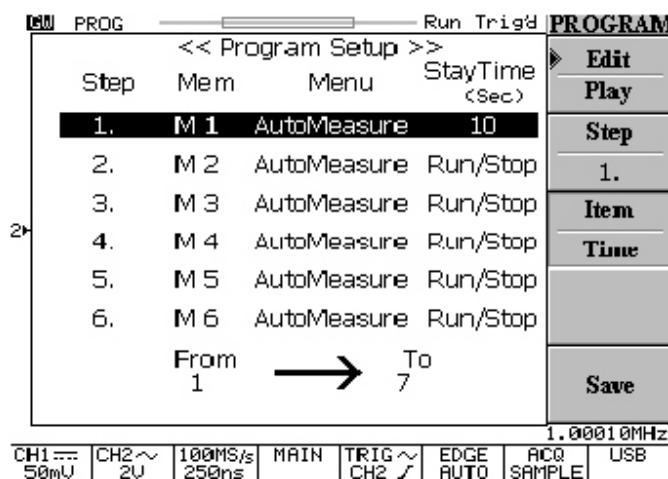 GW PROG Run Trig'd PROGRAM
<< Program Setup >>
Step Mem Menu StayTime
(Sec)
1. M 1 AutoMeasure 10
2. M 2 AutoMeasure Run/Stop
3. M 3 AutoMeasure Run/Stop
4. M 4 AutoMeasure Run/Stop
5. M 5 AutoMeasure Run/Stop
6. M 6 AutoMeasure Run/Stop
From To
1 7
2
Edit
Play
Step
1.
Item
Time
Save
1.00010MHz
CH1 CH2 100MS/s MAIN TRIG EDGE ACQ USB
50mV 2V 250ns CH2 AUTO SAMPLE